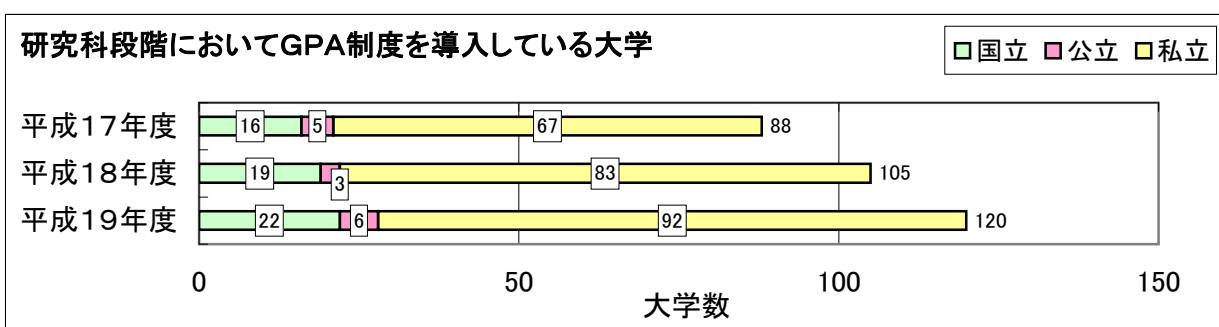 研究科段階においてGPA制度を導入している大学
国立 公立 私立
平成17年度 16 5 67 88
平成18年度 19 3 83 105
平成19年度 22 6 92 120
0 50 100 150
大学数